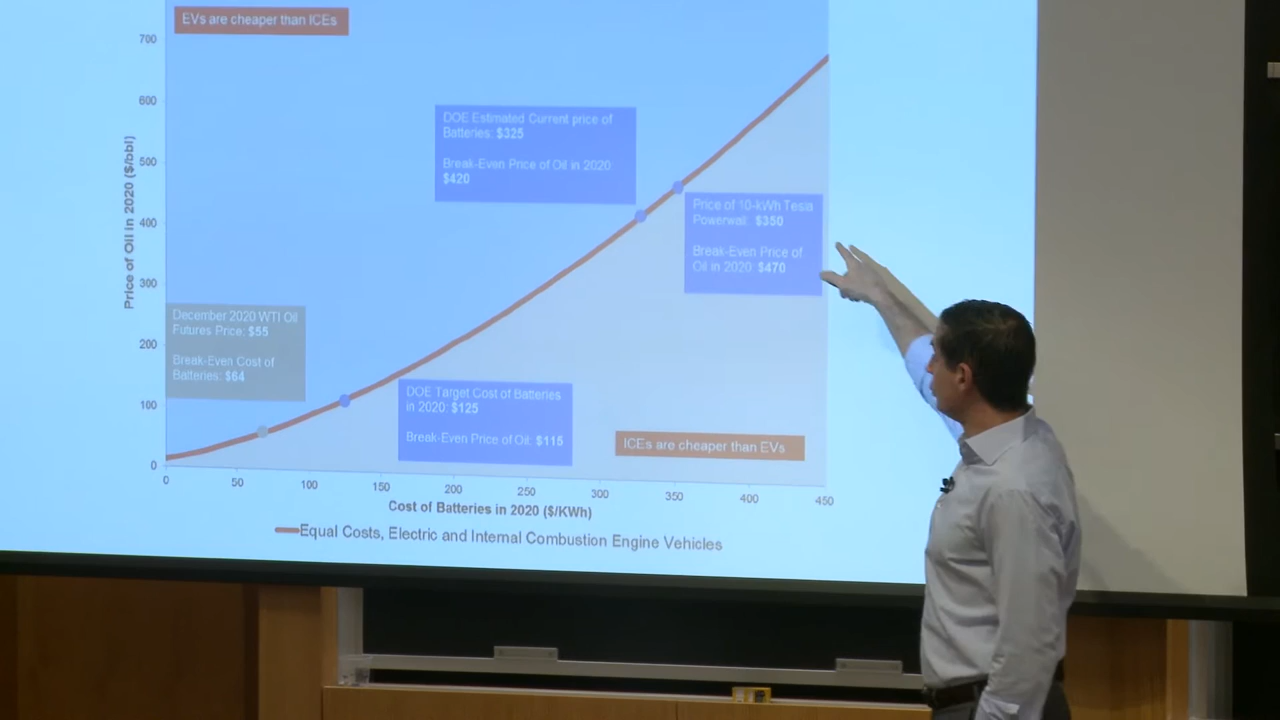 EVs are cheaper than ICEs
700
600
500
400
300
200
100
0
Price of Oil in 2020 ($/bbl)
DOE Estimated Current price of
Batteries: $325
Break-Even Price of Oil in 2020
$420
Price of 10-kWh Tesla
Powerwall: $350
Break-Even Price of
Oil in 2020: $470
December 2020 WTI Oil
Futures Price: $55
Break-Even Cost of
Batteries: $64
DOE Target Cost of Batteries
in 2020: $125
Break-Even Price of Oil: $115
ICEs are cheaper than EVs
0 50 100 150 200 250 300 350 400 450
Cost of Batteries in 2020 ($/KWh)
Equal Costs, Electric and Internal Combustion Engine Vehicles